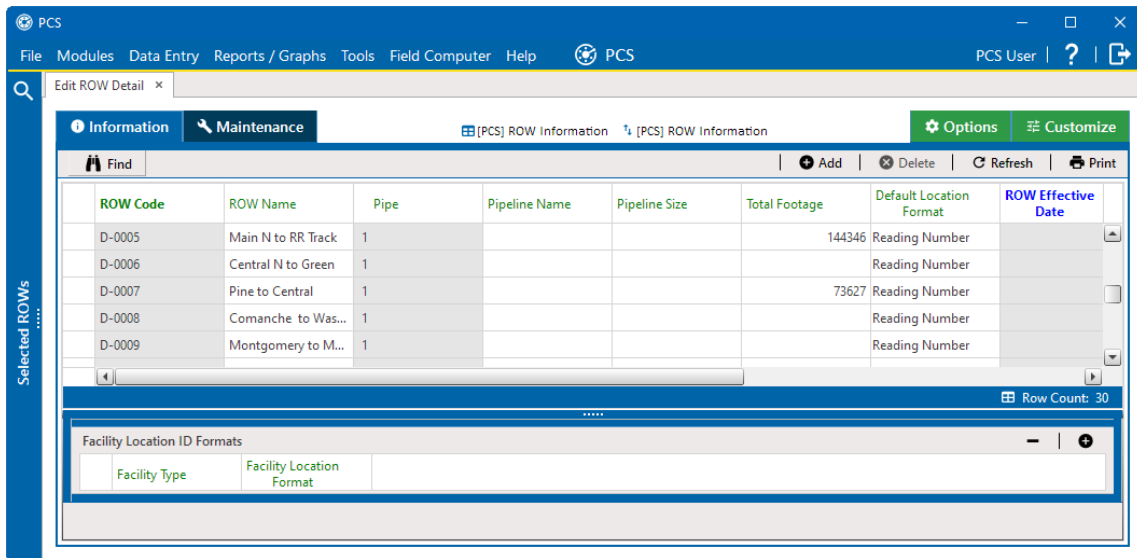 PCS
File Modules Data Entry Reports / Graphs Tools Field Computer Help PCS PCS User | ? |
Edit ROW Detail ×
Information Maintenance [PCS] ROW Information [PCS] ROW Information Options Customize
Find | Add | Delete | Refresh | Print
ROW Code ROW Name Pipe Pipeline Name Pipeline Size Total Footage Default Location Format ROW Effective Date
D-0005 Main N to RR Track 1 144346 Reading Number
D-0006 Central N to Green 1 Reading Number
D-0007 Pine to Central 1 73627 Reading Number
D-0008 Comanche to Was... 1 Reading Number
D-0009 Montgomery to M... 1 Reading Number
Selected ROWs
Row Count: 30
Facility Location ID Formats
Facility Type Facility Location Format